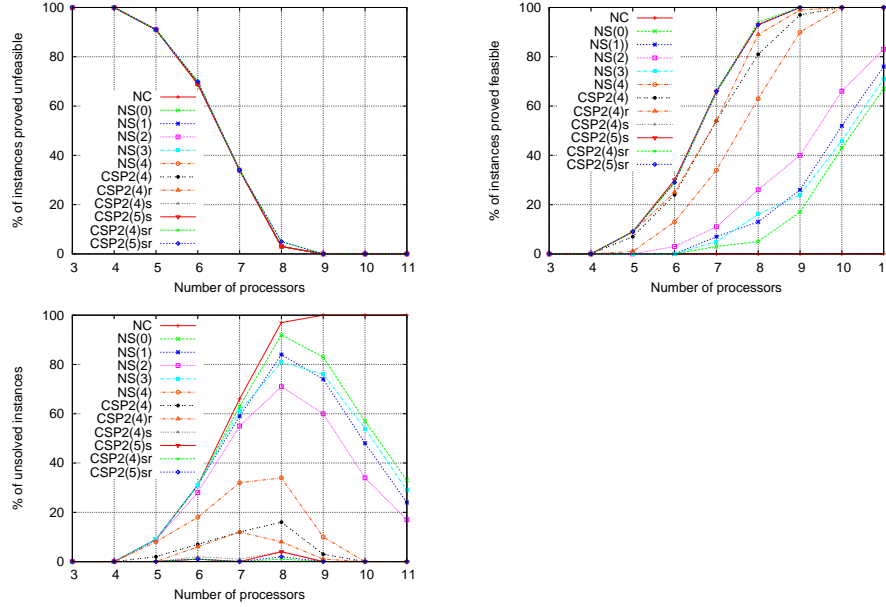 % of instances proved unfeasible
100
80
60
40
20
0
NC
NS(0)
NS(1)
NS(2)
NS(3)
NS(4)
CSP2(4)
CSP2(4)r
CSP2(4)s
CSP2(5)s
CSP2(4)sr
CSP2(5)sr
3 4 5 6 7 8 9 10 11
Number of processors
% of instances proved feasible
100
80
60
40
20
0
NC
NS(0)
NS(1))
NS(2)
NS(3)
NS(4)
CSP2(4)
CSP2(4)r
CSP2(4)s
CSP2(5)s
CSP2(4)sr
CSP2(5)sr
3 4 5 6 7 8 9 10 1
Number of processors
% of unsolved instances
100
80
60
40
20
0
NC
NS(0)
NS(1)
NS(2)
NS(3)
NS(4)
CSP2(4)
CSP2(4)r
CSP2(4)s
CSP2(5)s
CSP2(4)sr
CSP2(5)sr
3 4 5 6 7 8 9 10 11
Number of processors